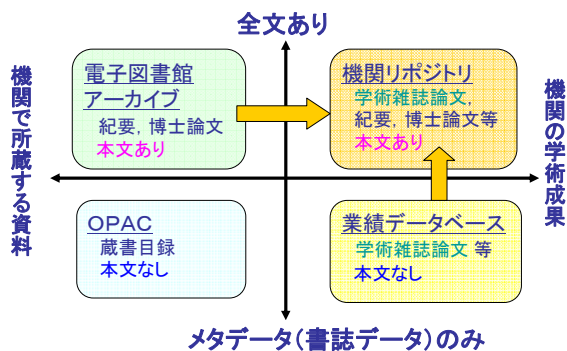 全文あり
機関で所蔵する資料
電子図書館
アーカイブ
紀要, 博士論文
本文あり
機関リポジトリ
学術雑誌論文,
紀要, 博士論文等
本文あり
機関の学術成果
OPAC
蔵書目録
本文なし
業績データベース
学術雑誌論文 等
本文なし
メタデータ(書誌データ)のみ